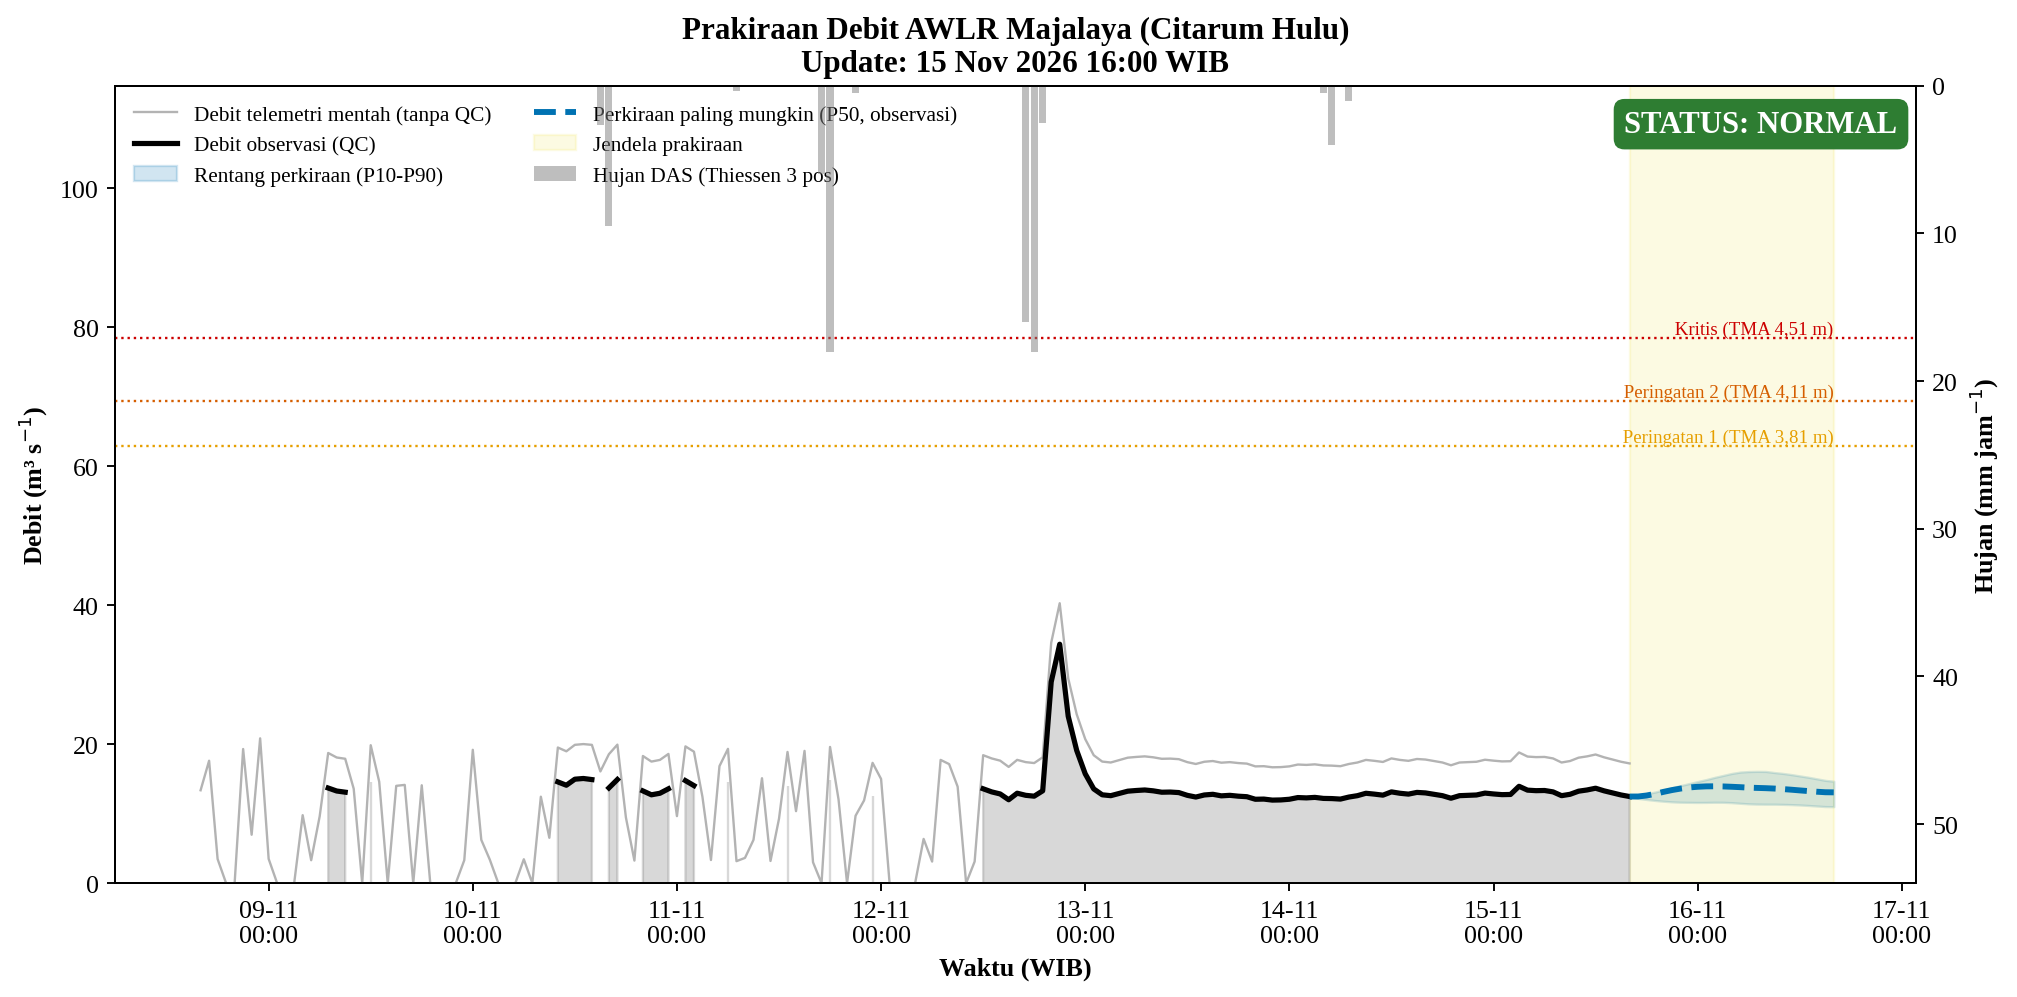 Prakiraan Debit AWLR Majalaya (Citarum Hulu)
Update: 15 Nov 2026 16:00 WIB
Debit telemetri mentah (tanpa QC)
Debit observasi (QC)
Rentang perkiraan (P10-P90)
Perkiraan paling mungkin (P50, observasi)
Jendela prakiraan
Hujan DAS (Thiessen 3 pos)
STATUS: NORMAL
Kritis (TMA 4,51 m)
Peringatan 2 (TMA 4,11 m)
Peringatan 1 (TMA 3,81 m)
Debit (m³ s⁻¹)
100
80
60
40
20
0
Hujan (mm jam⁻¹)
0
10
20
30
40
50
09-11
00:00
10-11
00:00
11-11
00:00
12-11
00:00
13-11
00:00
14-11
00:00
15-11
00:00
16-11
00:00
17-11
00:00
Waktu (WIB)